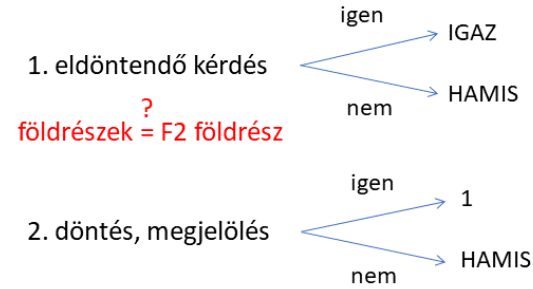 igen
IGAZ
1. eldöntendő kérdés
HAMIS
nem
?
földrészek = F2 földrész
igen
1
2. döntés, megjelölés
HAMIS
nem